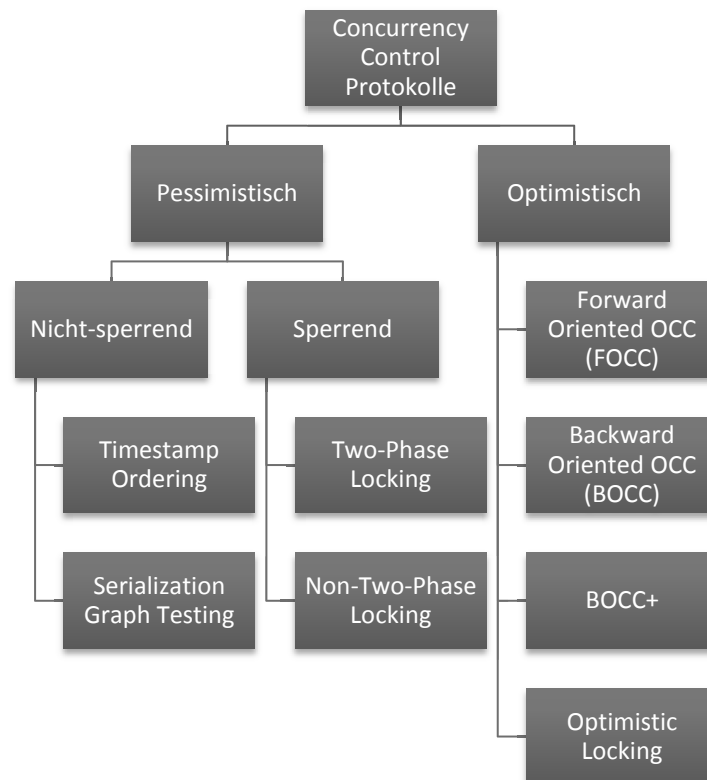 Concurrency
Control
Protokolle
Pessimistisch
Optimistisch
Nicht-sperrend
Sperrend
Forward
Oriented OCC
(FOCC)
Timestamp
Ordering
Two-Phase
Locking
Backward
Oriented OCC
(BOCC)
Serialization
Graph Testing
Non-Two-Phase
Locking
BOCC+
Optimistic
Locking